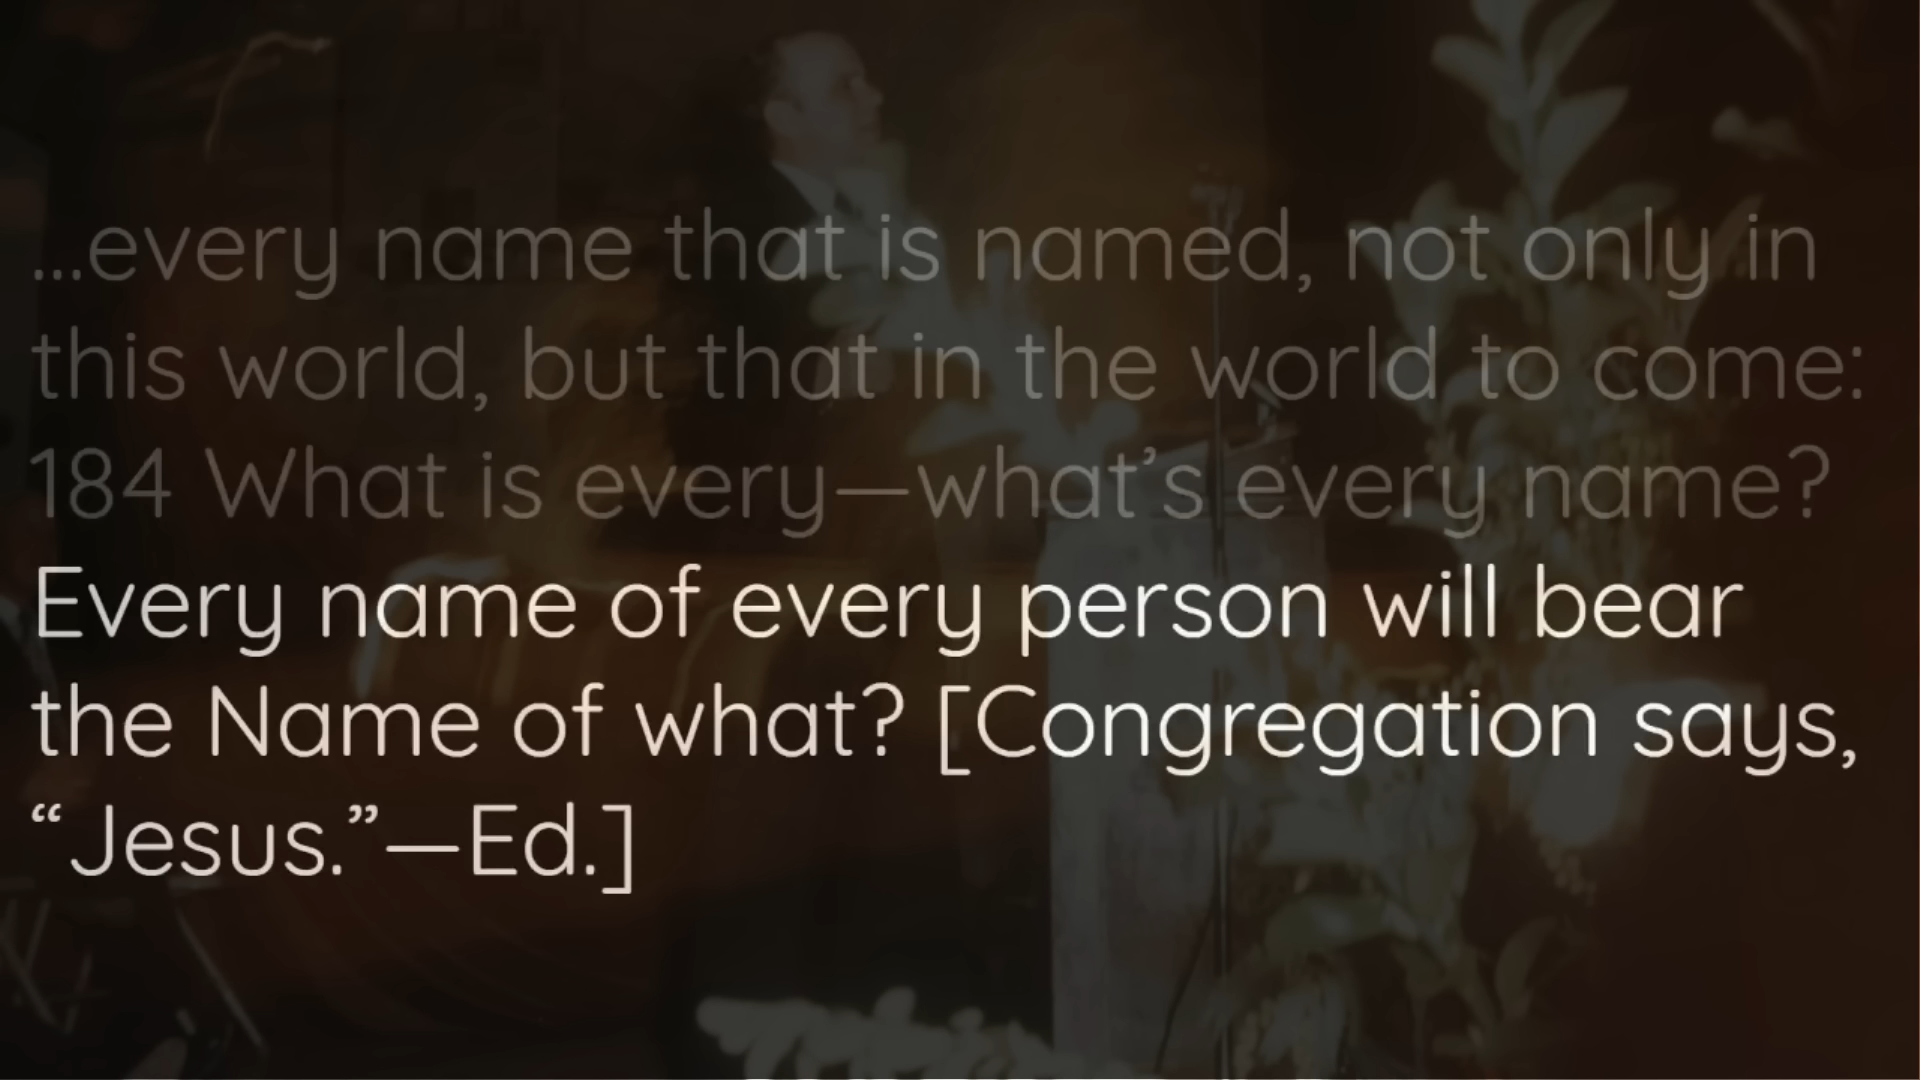 ...every name that is named, not only in
this world, but that in the world to come:
184 What is every—what’s every name?
Every name of every person will bear
the Name of what? [Congregation says,
“Jesus.”—Ed.]